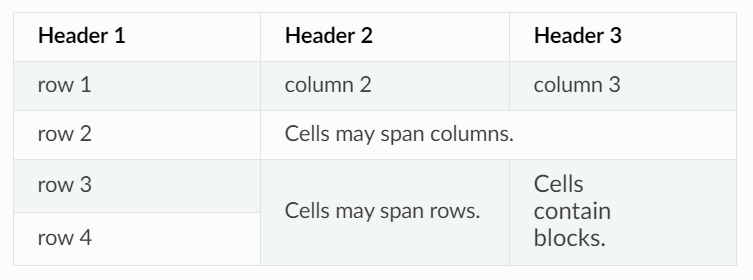 Header 1 Header 2 Header 3
row 1 column 2 column 3
row 2 Cells may span columns.
row 3 Cells may span rows. Cells
contain
row 4 blocks.